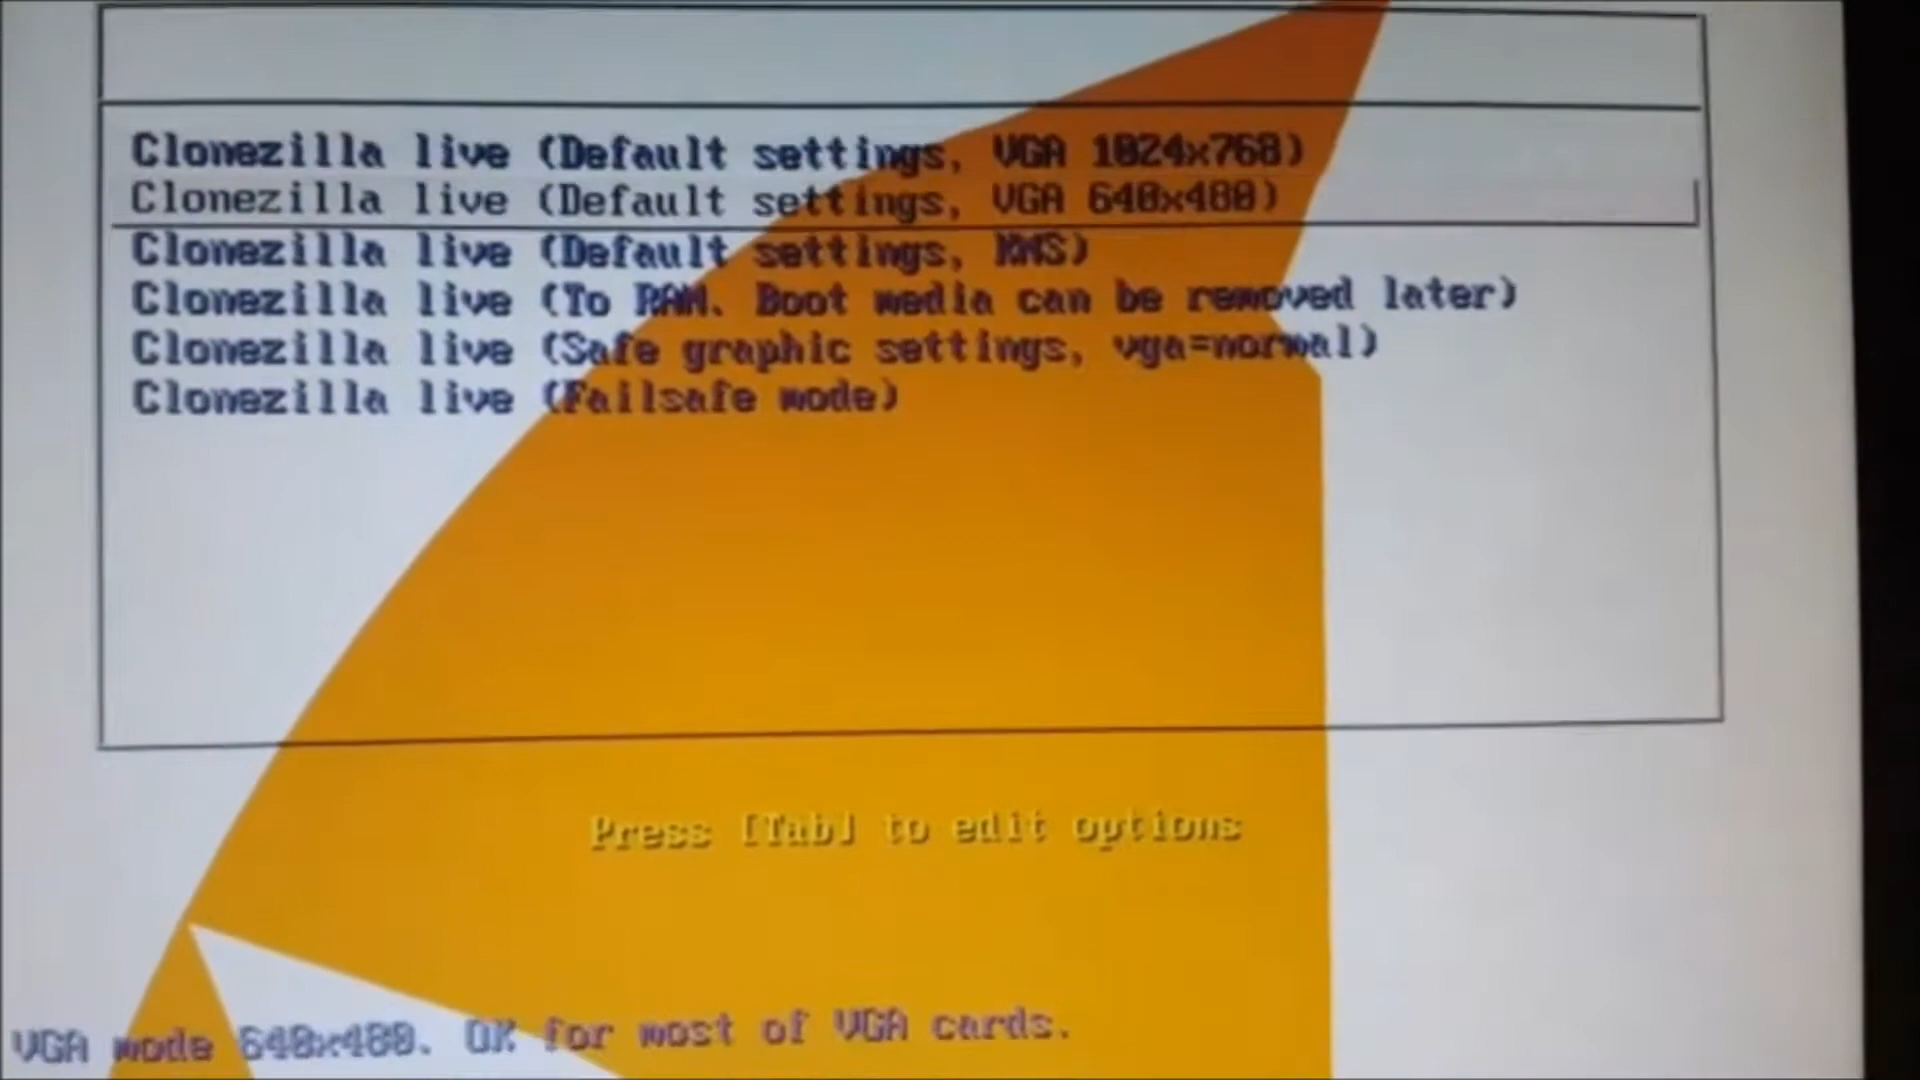 Clonezilla live (Default settings, VGA 1024x768)
Clonezilla live (Default settings, VGA 640x480)
Clonezilla live (Default settings, KMS)
Clonezilla live (To RAM. Boot media can be removed later)
Clonezilla live (Safe graphic settings, vga=normal)
Clonezilla live (Failsafe mode)
Press [Tab] to edit options
VGA mode 640x480. OK for most of VGA cards.